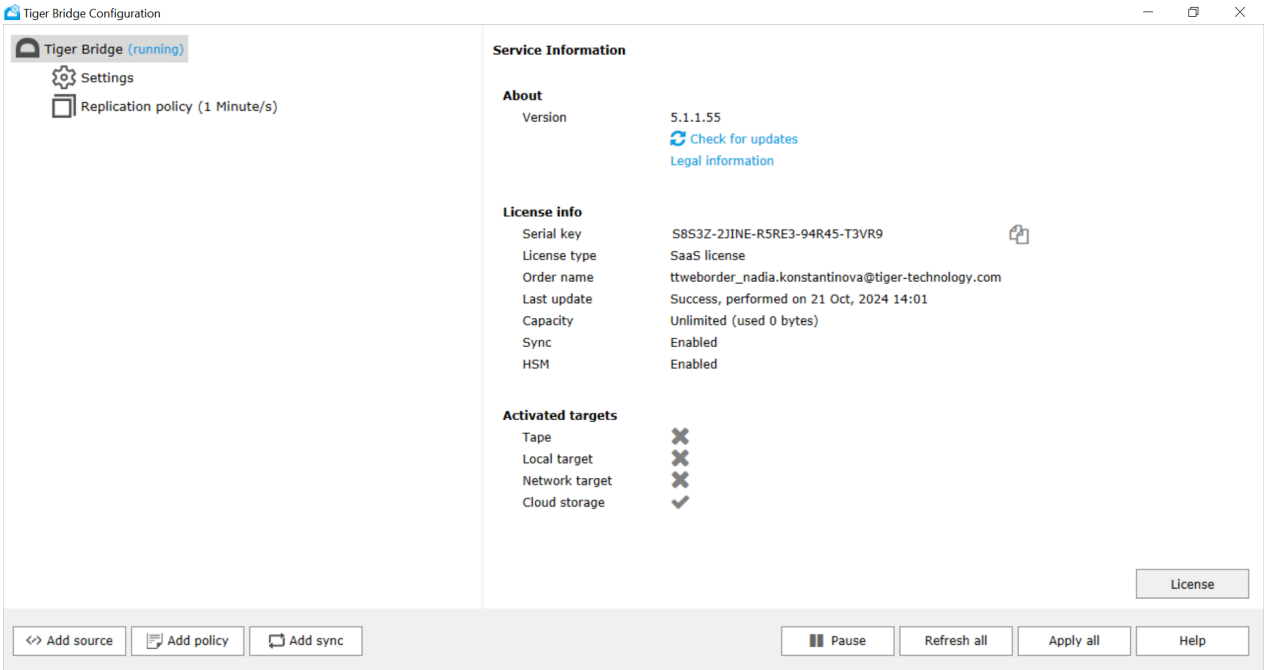 Tiger Bridge Configuration
Tiger Bridge (running)
Settings
Replication policy (1 Minute/s)
Service Information
About
Version 5.1.1.55
Check for updates
Legal information
License info
Serial key S8S3Z-2JINE-R5RE3-94R45-T3VR9
License type SaaS license
Order name ttweborder_nadia.konstantinova@tiger-technology.com
Last update Success, performed on 21 Oct, 2024 14:01
Capacity Unlimited (used 0 bytes)
Sync Enabled
HSM Enabled
Activated targets
Tape
Local target
Network target
Cloud storage
License
Add source Add policy Add sync Pause Refresh all Apply all Help